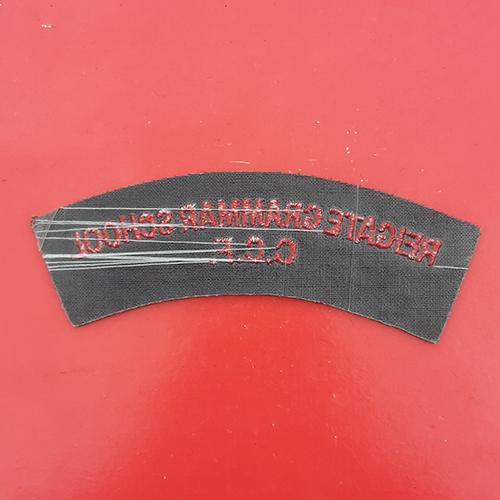 REIGATE GRAMMAR SCHOOL
C.C.F.